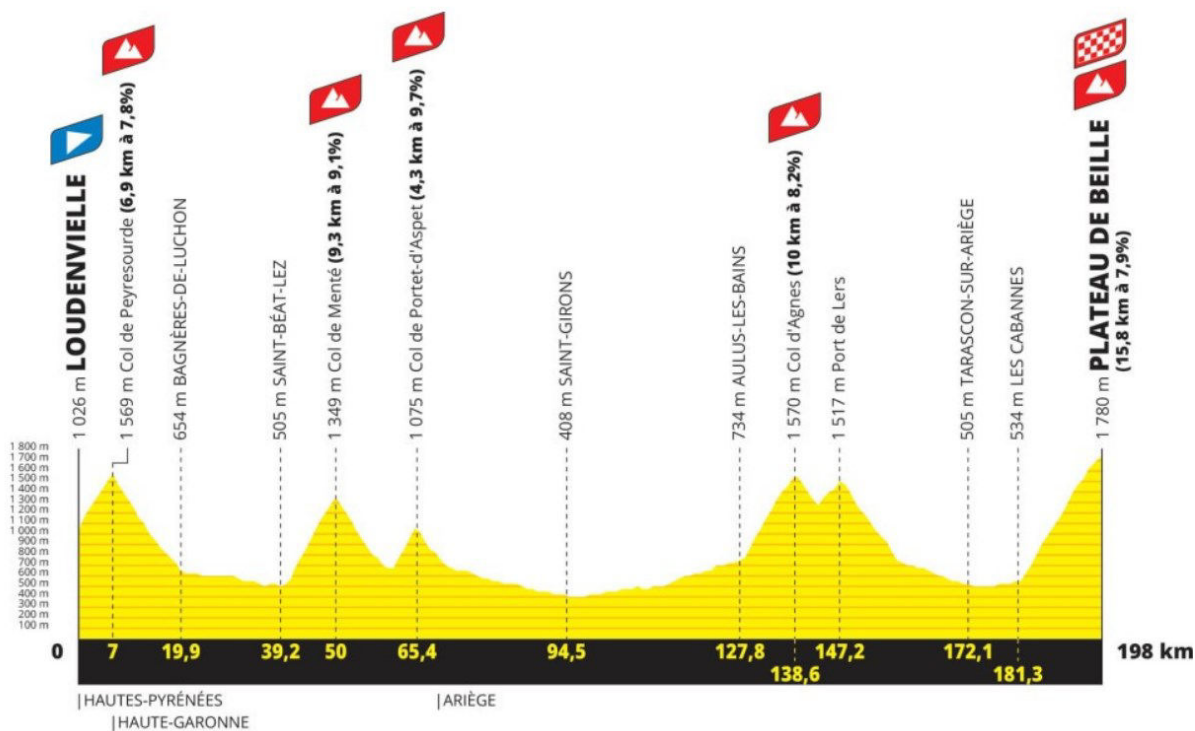 1 026 m LOUDENVIELLE
1 569 m Col de Peyresourde (6,9 km à 7,8%)
654 m BAGNÈRES-DE-LUCHON
505 m SAINT-BÉAT-LEZ
1 349 m Col de Menté (9,3 km à 9,1%)
1 075 m Col de Portet-d'Aspet (4,3 km à 9,7%)
408 m SAINT-GIRONS
734 m AULUS-LES-BAINS
1 570 m Col d'Agnes (10 km à 8,2%)
1 517 m Port de Lers
505 m TARASCON-SUR-ARIÈGE
534 m LES CABANNES
1 780 m PLATEAU DE BEILLE
(15,8 km à 7,9%)
1 800 m
1 700 m
1 600 m
1 500 m
1 400 m
1 300 m
1 200 m
1 100 m
1 000 m
900 m
800 m
700 m
600 m
500 m
400 m
300 m
200 m
100 m
0 7 19,9 39,2 50 65,4 94,5 127,8 147,2 172,1 198 km
138,6 181,3
|HAUTES-PYRÉNÉES |ARIÈGE
|HAUTE-GARONNE